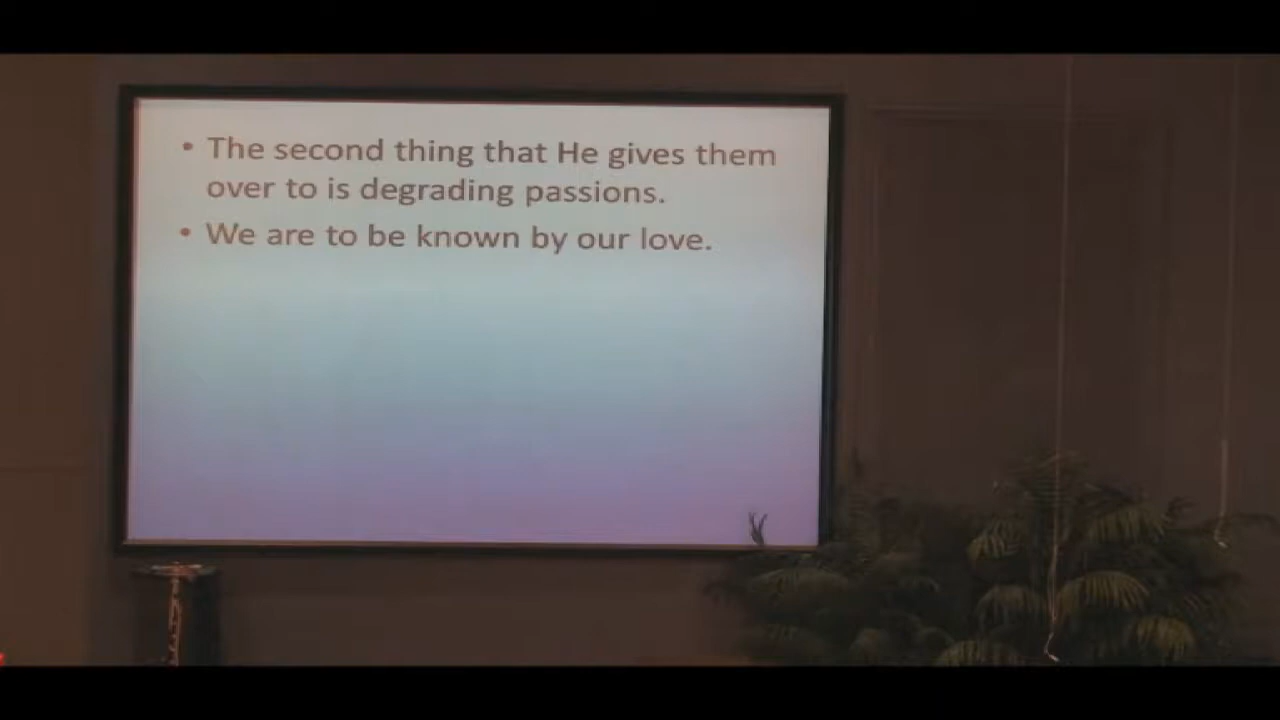 • The second thing that He gives them
over to is degrading passions.
• We are to be known by our love.